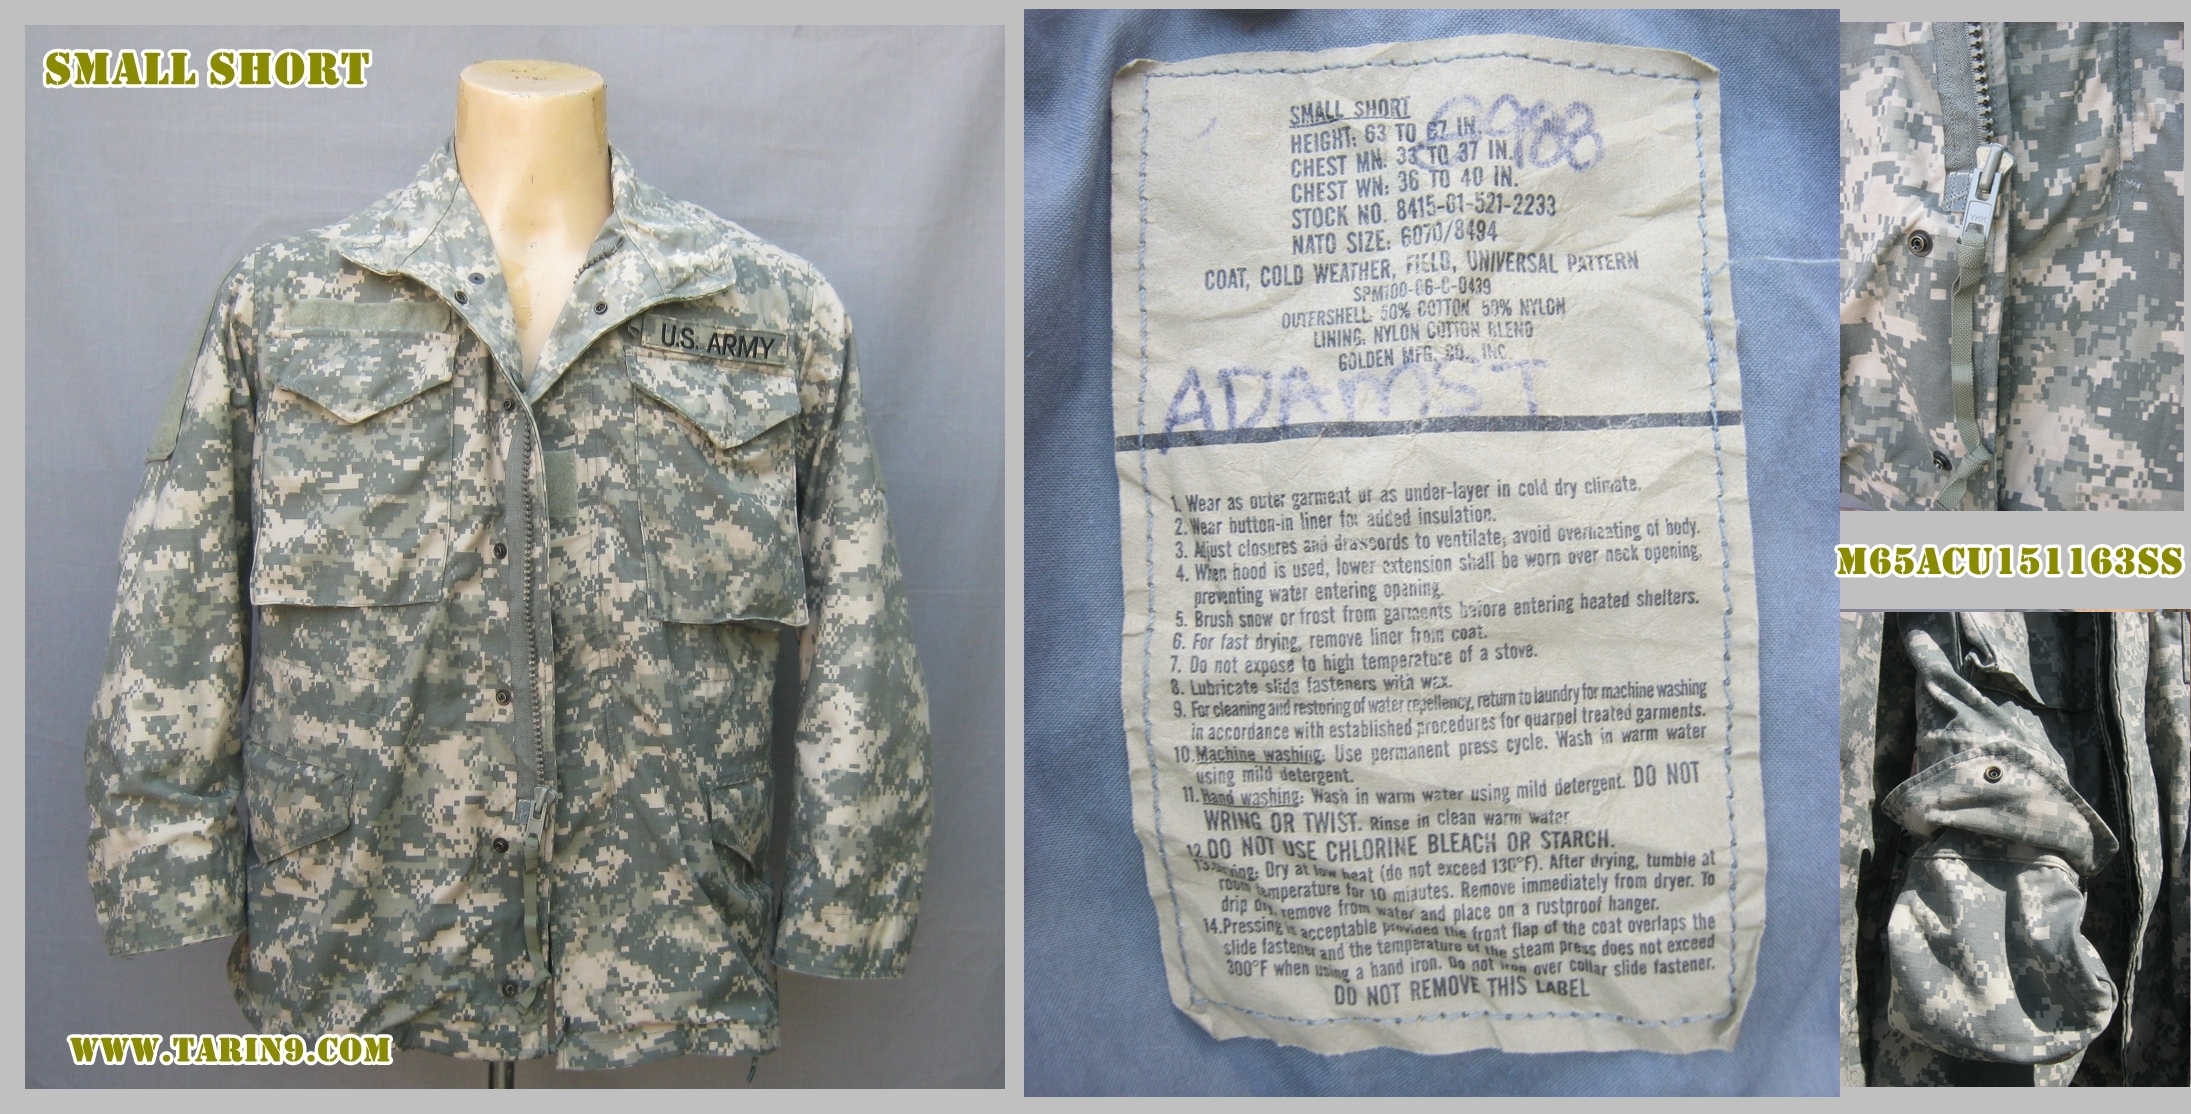 SMALL SHORT
U.S. ARMY
WWW.TARIN9.COM
SMALL SHORT
HEIGHT: 63 TO 67 IN.
CHEST MN: 33 TO 37 IN.
CHEST WN: 36 TO 40 IN.
STOCK NO. 8415-01-521-2233
NATO SIZE: 6070/8494
COAT, COLD WEATHER, FIELD, UNIVERSAL PATTERN
SPM100-06-C-0439
OUTERSHELL: 50% COTTON 50% NYLON
LINING: NYLON COTTON BLEND
GOLDEN MFG. CO., INC.
ADAMST
1. Wear as outer garment or as under-layer in cold dry climate.
2. Wear button-in liner for added insulation.
3. Adjust closures and drawcords to ventilate; avoid overheating of body.
4. When hood is used, lower extension shall be worn over neck opening,
preventing water entering opening.
5. Brush snow or frost from garments before entering heated shelters.
6. For fast drying, remove liner from coat.
7. Do not expose to high temperature of a stove.
8. Lubricate slide fasteners with wax.
9. For cleaning and restoring of water repellency, return to laundry for machine washing
in accordance with established procedures for quarpel treated garments.
10. Machine washing: Use permanent press cycle. Wash in warm water
using mild detergent.
11. Hand washing: Wash in warm water using mild detergent. DO NOT
WRING OR TWIST. Rinse in clean warm water.
12. DO NOT USE CHLORINE BLEACH OR STARCH.
13. Drying: Dry at low heat (do not exceed 130°F). After drying, tumble at
room temperature for 10 minutes. Remove immediately from dryer. To
drip dry, remove from water and place on a rustproof hanger.
14. Pressing is acceptable provided the front flap of the coat overlaps the
slide fastener and the temperature of the steam press does not exceed
300°F when using a hand iron. Do not iron over collar slide fastener.
DO NOT REMOVE THIS LABEL
M65ACU151163SS